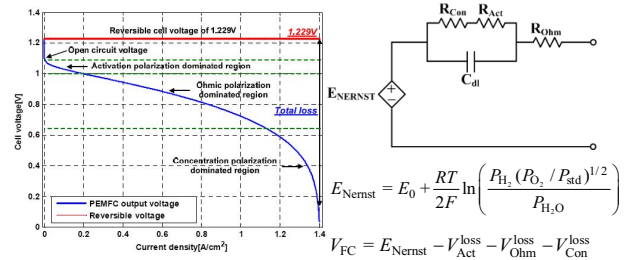 Reversible cell voltage of 1.229V
1.229V
Open circuit voltage
Activation polarization dominated region
Ohmic polarization
dominated region
Total loss
Concentration polarization
dominated region
PEMFC output voltage
Reversible voltage
Cell voltage[V]
1.4
1.2
1
0.8
0.6
0.4
0.2
0
0 0.2 0.4 0.6 0.8 1 1.2 1.4
Current density[A/cm²]
R_Con R_Act
R_Ohm
C_dl
E_NERNST
E_Nernst = E_0 + RT/2F ln( P_H₂ (P_O₂ / P_std)^1/2 / P_H₂O )
V_FC = E_Nernst − V_Act^loss − V_Ohm^loss − V_Con^loss